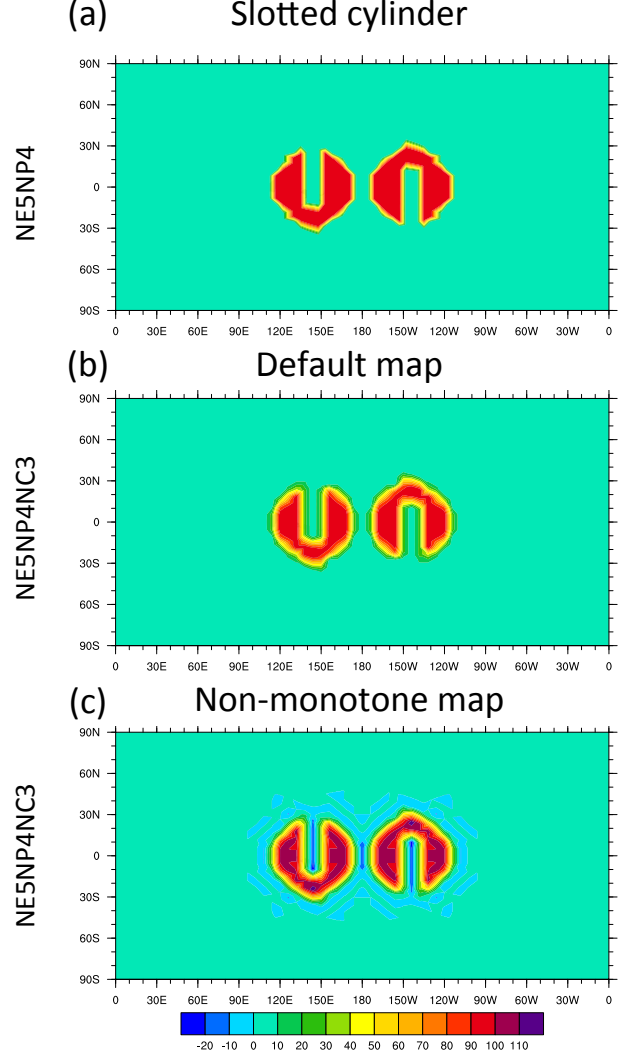 (a) Slotted cylinder
NE5NP4
90N
60N
30N
0
30S
60S
90S
0 30E 60E 90E 120E 150E 180 150W 120W 90W 60W 30W 0
(b) Default map
NE5NP4NC3
90N
60N
30N
0
30S
60S
90S
0 30E 60E 90E 120E 150E 180 150W 120W 90W 60W 30W 0
(c) Non-monotone map
NE5NP4NC3
90N
60N
30N
0
30S
60S
90S
0 30E 60E 90E 120E 150E 180 150W 120W 90W 60W 30W 0
-20 -10 0 10 20 30 40 50 60 70 80 90 100 110